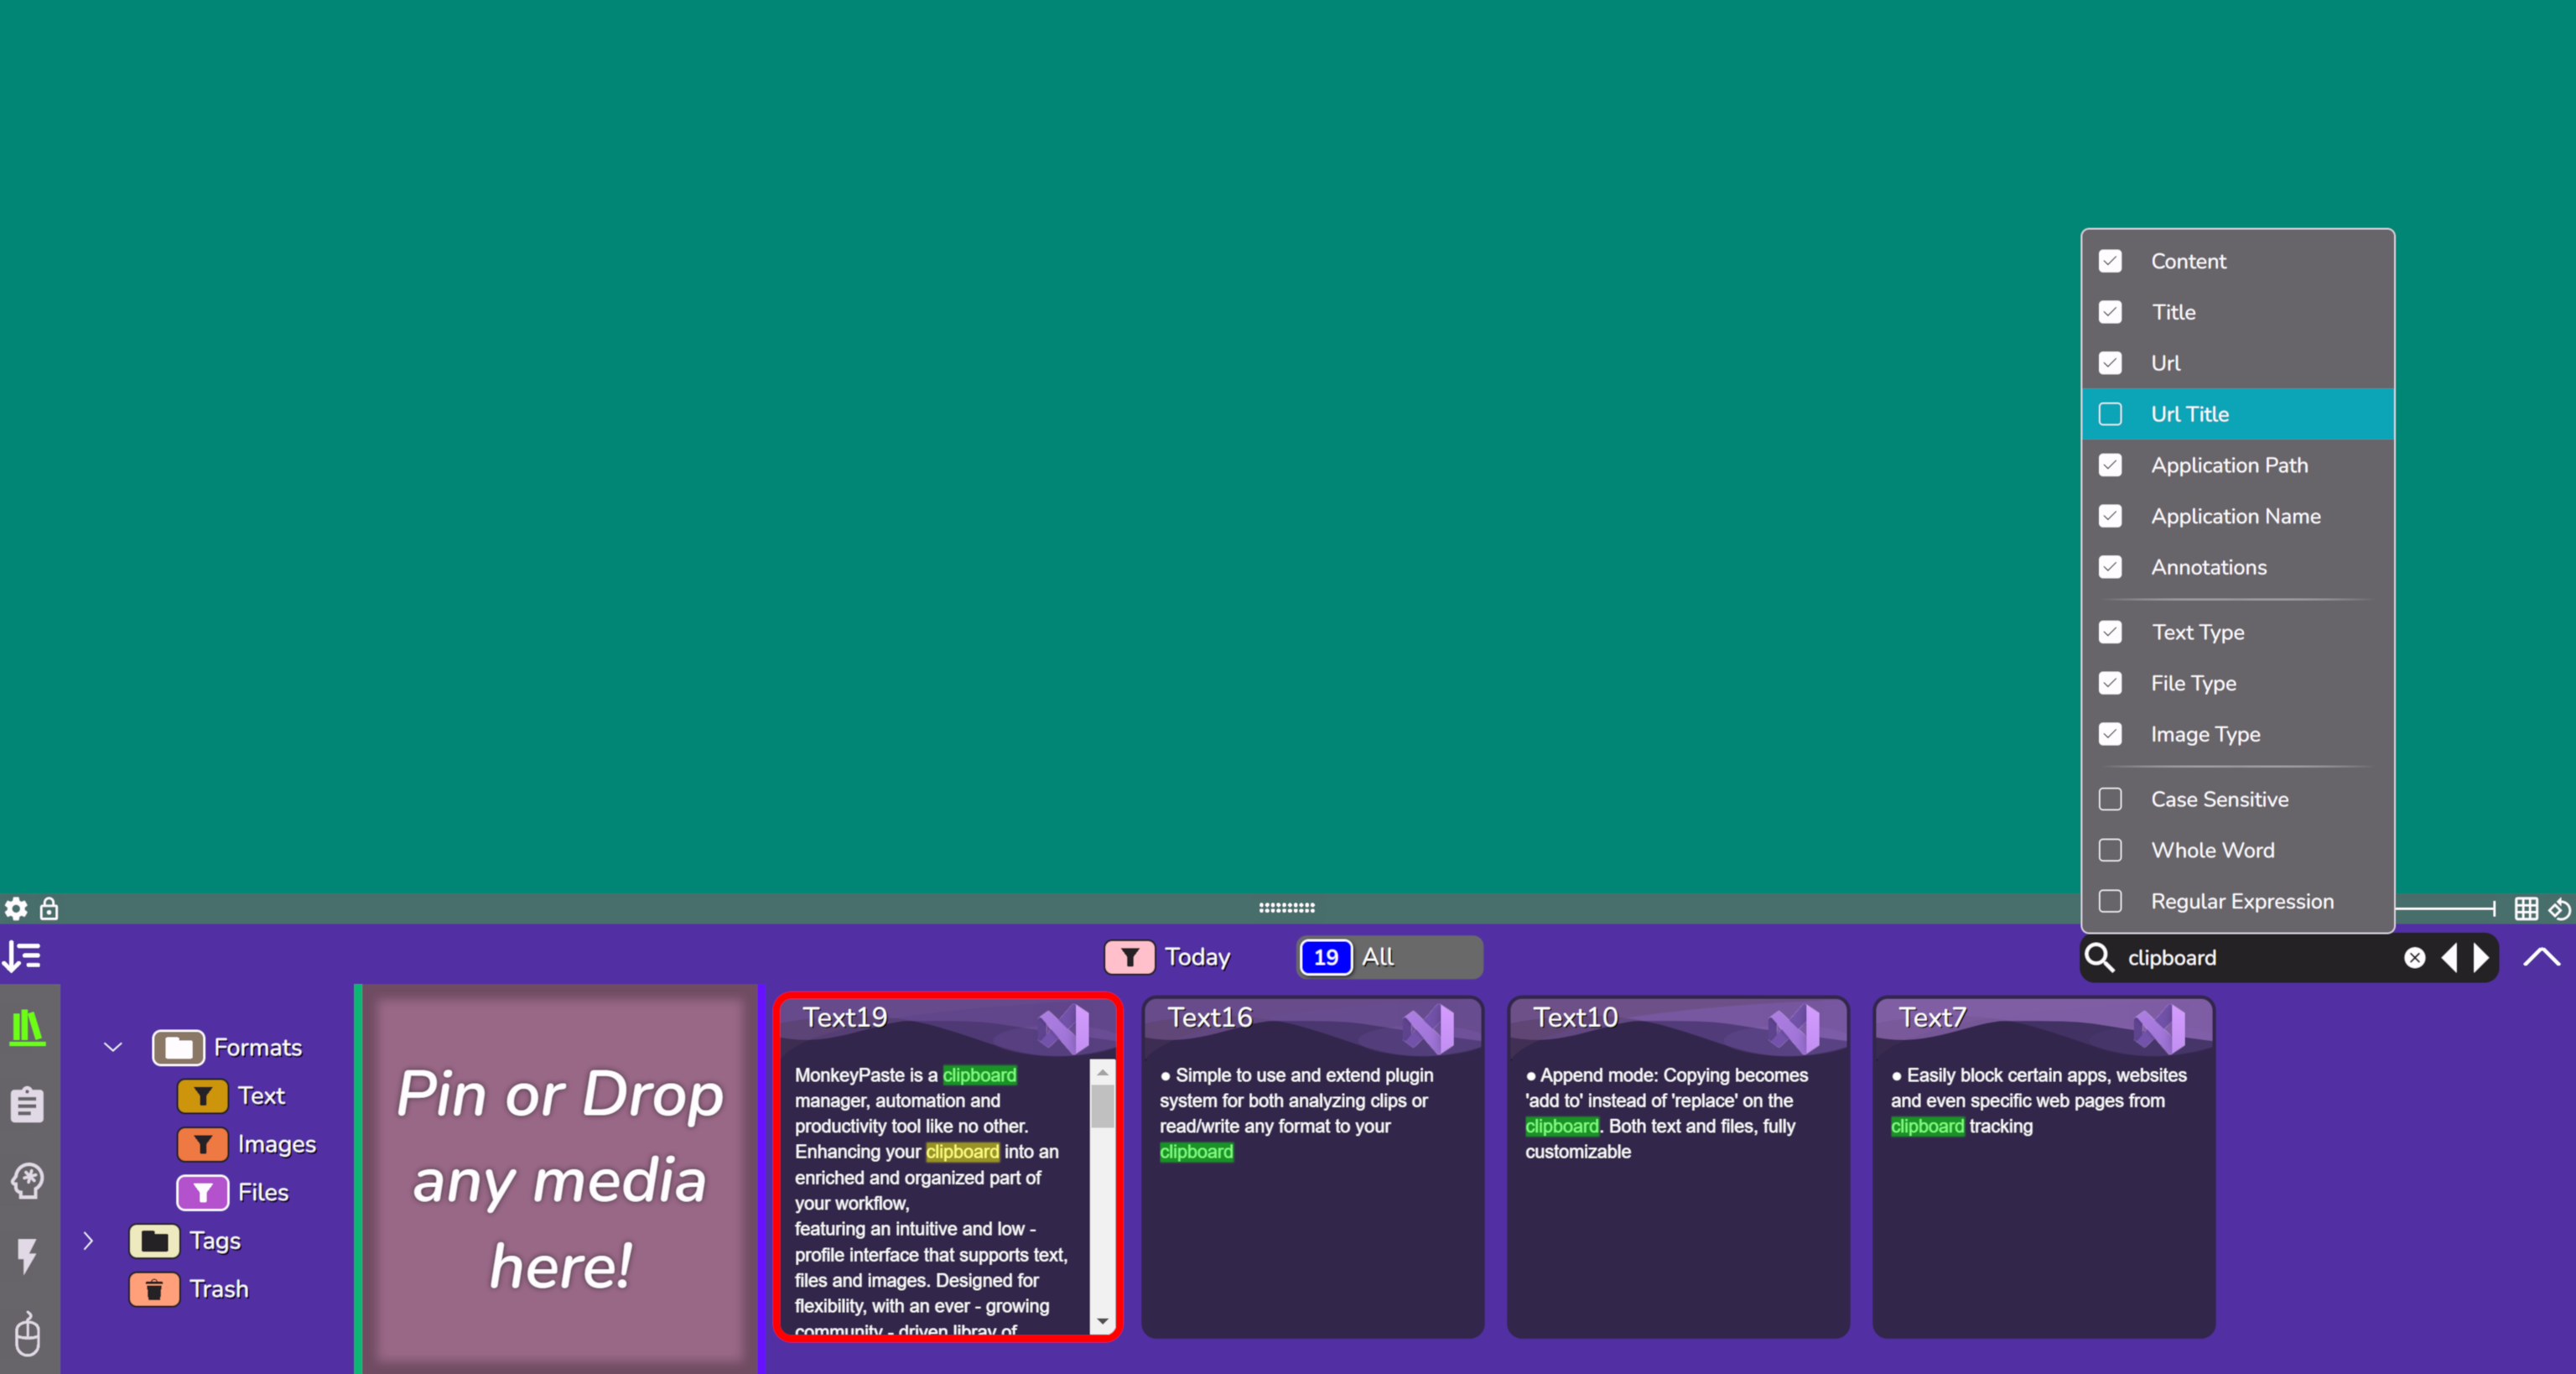 Content
Title
Url
Url Title
Application Path
Application Name
Annotations
Text Type
File Type
Image Type
Case Sensitive
Whole Word
Regular Expression
Today
19 All
clipboard
Formats
Text
Images
Files
Tags
Trash
Pin or Drop
any media
here!
Text19
MonkeyPaste is a clipboard
manager, automation and
productivity tool like no other.
Enhancing your clipboard into an
enriched and organized part of
your workflow,
featuring an intuitive and low -
profile interface that supports text,
files and images. Designed for
flexibility, with an ever - growing
community - driven libray of
Text16
● Simple to use and extend plugin
system for both analyzing clips or
read/write any format to your
clipboard
Text10
● Append mode: Copying becomes
'add to' instead of 'replace' on the
clipboard. Both text and files, fully
customizable
Text7
● Easily block certain apps, websites
and even specific web pages from
clipboard tracking